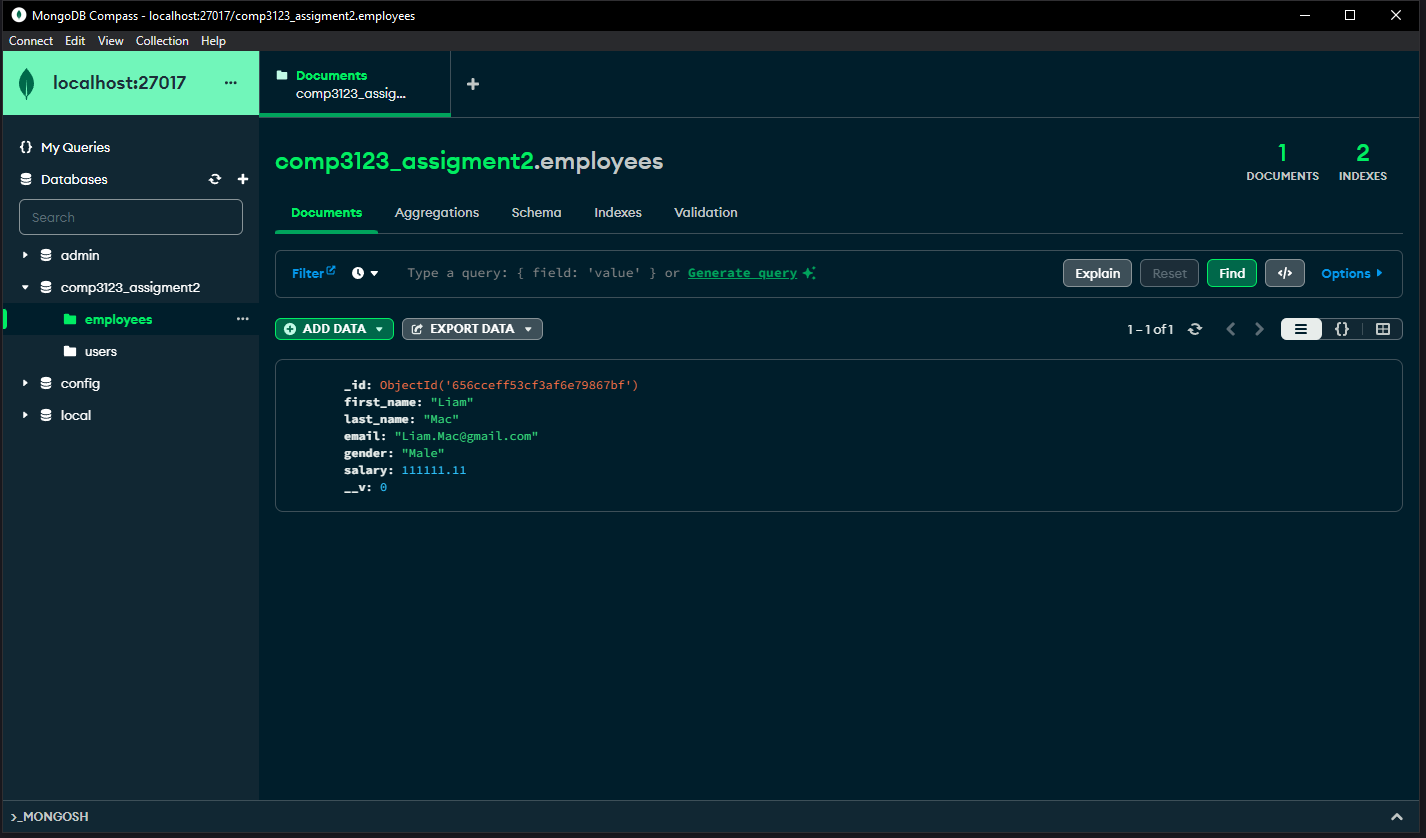 MongoDB Compass - localhost:27017/comp3123_assigment2.employees
Connect Edit View Collection Help
localhost:27017 ...
{} My Queries
Databases
Search
admin
comp3123_assigment2
employees ...
users
config
local
Documents
comp3123_assig...
comp3123_assigment2.employees
1
DOCUMENTS
2
INDEXES
Documents Aggregations Schema Indexes Validation
Filter Type a query: { field: 'value' } or Generate query Explain Reset Find </> Options
ADD DATA EXPORT DATA 1 – 1 of 1 {}
_id: ObjectId('656cceff53cf3af6e79867bf')
first_name: "Liam"
last_name: "Mac"
email: "Liam.Mac@gmail.com"
gender: "Male"
salary: 111111.11
__v: 0
>_MONGOSH